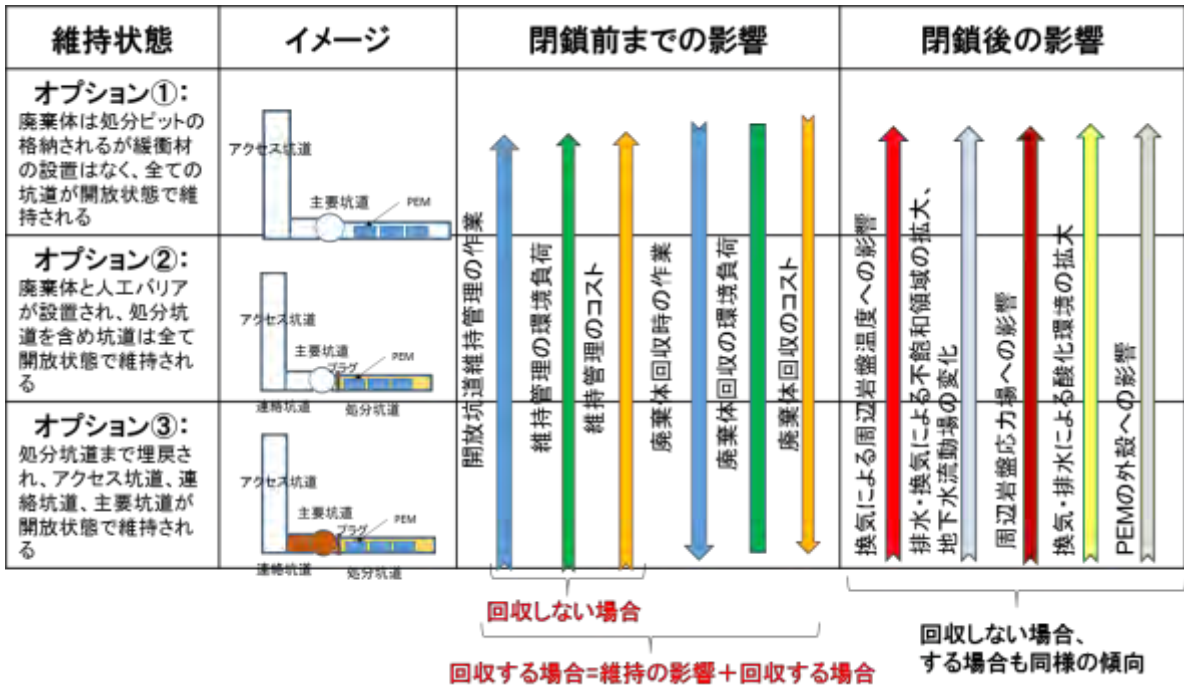 維持状態
イメージ
閉鎖前までの影響
閉鎖後の影響
オプション①：
廃棄体は処分ピットの
格納されるが緩衝材
の設置はなく、全ての
坑道が開放状態で維
持される
アクセス坑道
主要坑道
PEM
オプション②：
廃棄体と人工バリア
が設置され、処分坑
道を含め坑道は全て
開放状態で維持され
る
アクセス坑道
主要坑道
プラグ
PEM
連絡坑道
処分坑道
オプション③：
処分坑道まで埋戻さ
れ、アクセス坑道、連
絡坑道、主要坑道が
開放状態で維持され
る
アクセス坑道
主要坑道
プラグ
PEM
連絡坑道
処分坑道
開放坑道維持管理の作業
維持管理の環境負荷
維持管理のコスト
廃棄体回収時の作業
廃棄体回収の環境負荷
廃棄体回収のコスト
換気による周辺岩盤温度への影響
排水・換気による不飽和領域の拡大、
地下水流動場の変化
周辺岩盤応力場への影響
換気・排水による酸化環境の拡大
PEMの外殻への影響
回収しない場合
回収する場合=維持の影響+回収する場合
回収しない場合、
する場合も同様の傾向